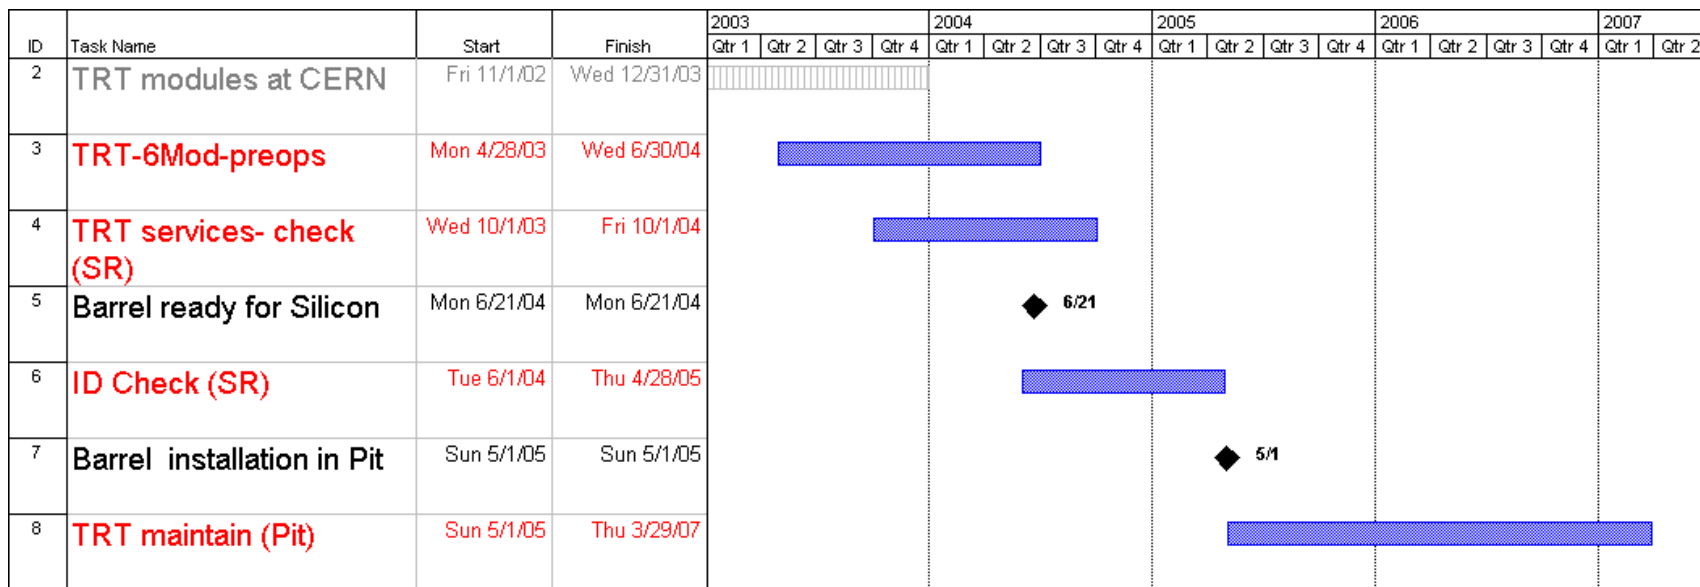 2003 2004 2005 2006 2007
ID Task Name Start Finish Qtr 1 Qtr 2 Qtr 3 Qtr 4 Qtr 1 Qtr 2 Qtr 3 Qtr 4 Qtr 1 Qtr 2 Qtr 3 Qtr 4 Qtr 1 Qtr 2 Qtr 3 Qtr 4 Qtr 1 Qtr 2
2 TRT modules at CERN Fri 11/1/02 Wed 12/31/03
3 TRT-6Mod-preops Mon 4/28/03 Wed 6/30/04
4 TRT services- check Wed 10/1/03 Fri 10/1/04
(SR)
5 Barrel ready for Silicon Mon 6/21/04 Mon 6/21/04 6/21
6 ID Check (SR) Tue 6/1/04 Thu 4/28/05
7 Barrel installation in Pit Sun 5/1/05 Sun 5/1/05 5/1
8 TRT maintain (Pit) Sun 5/1/05 Thu 3/29/07